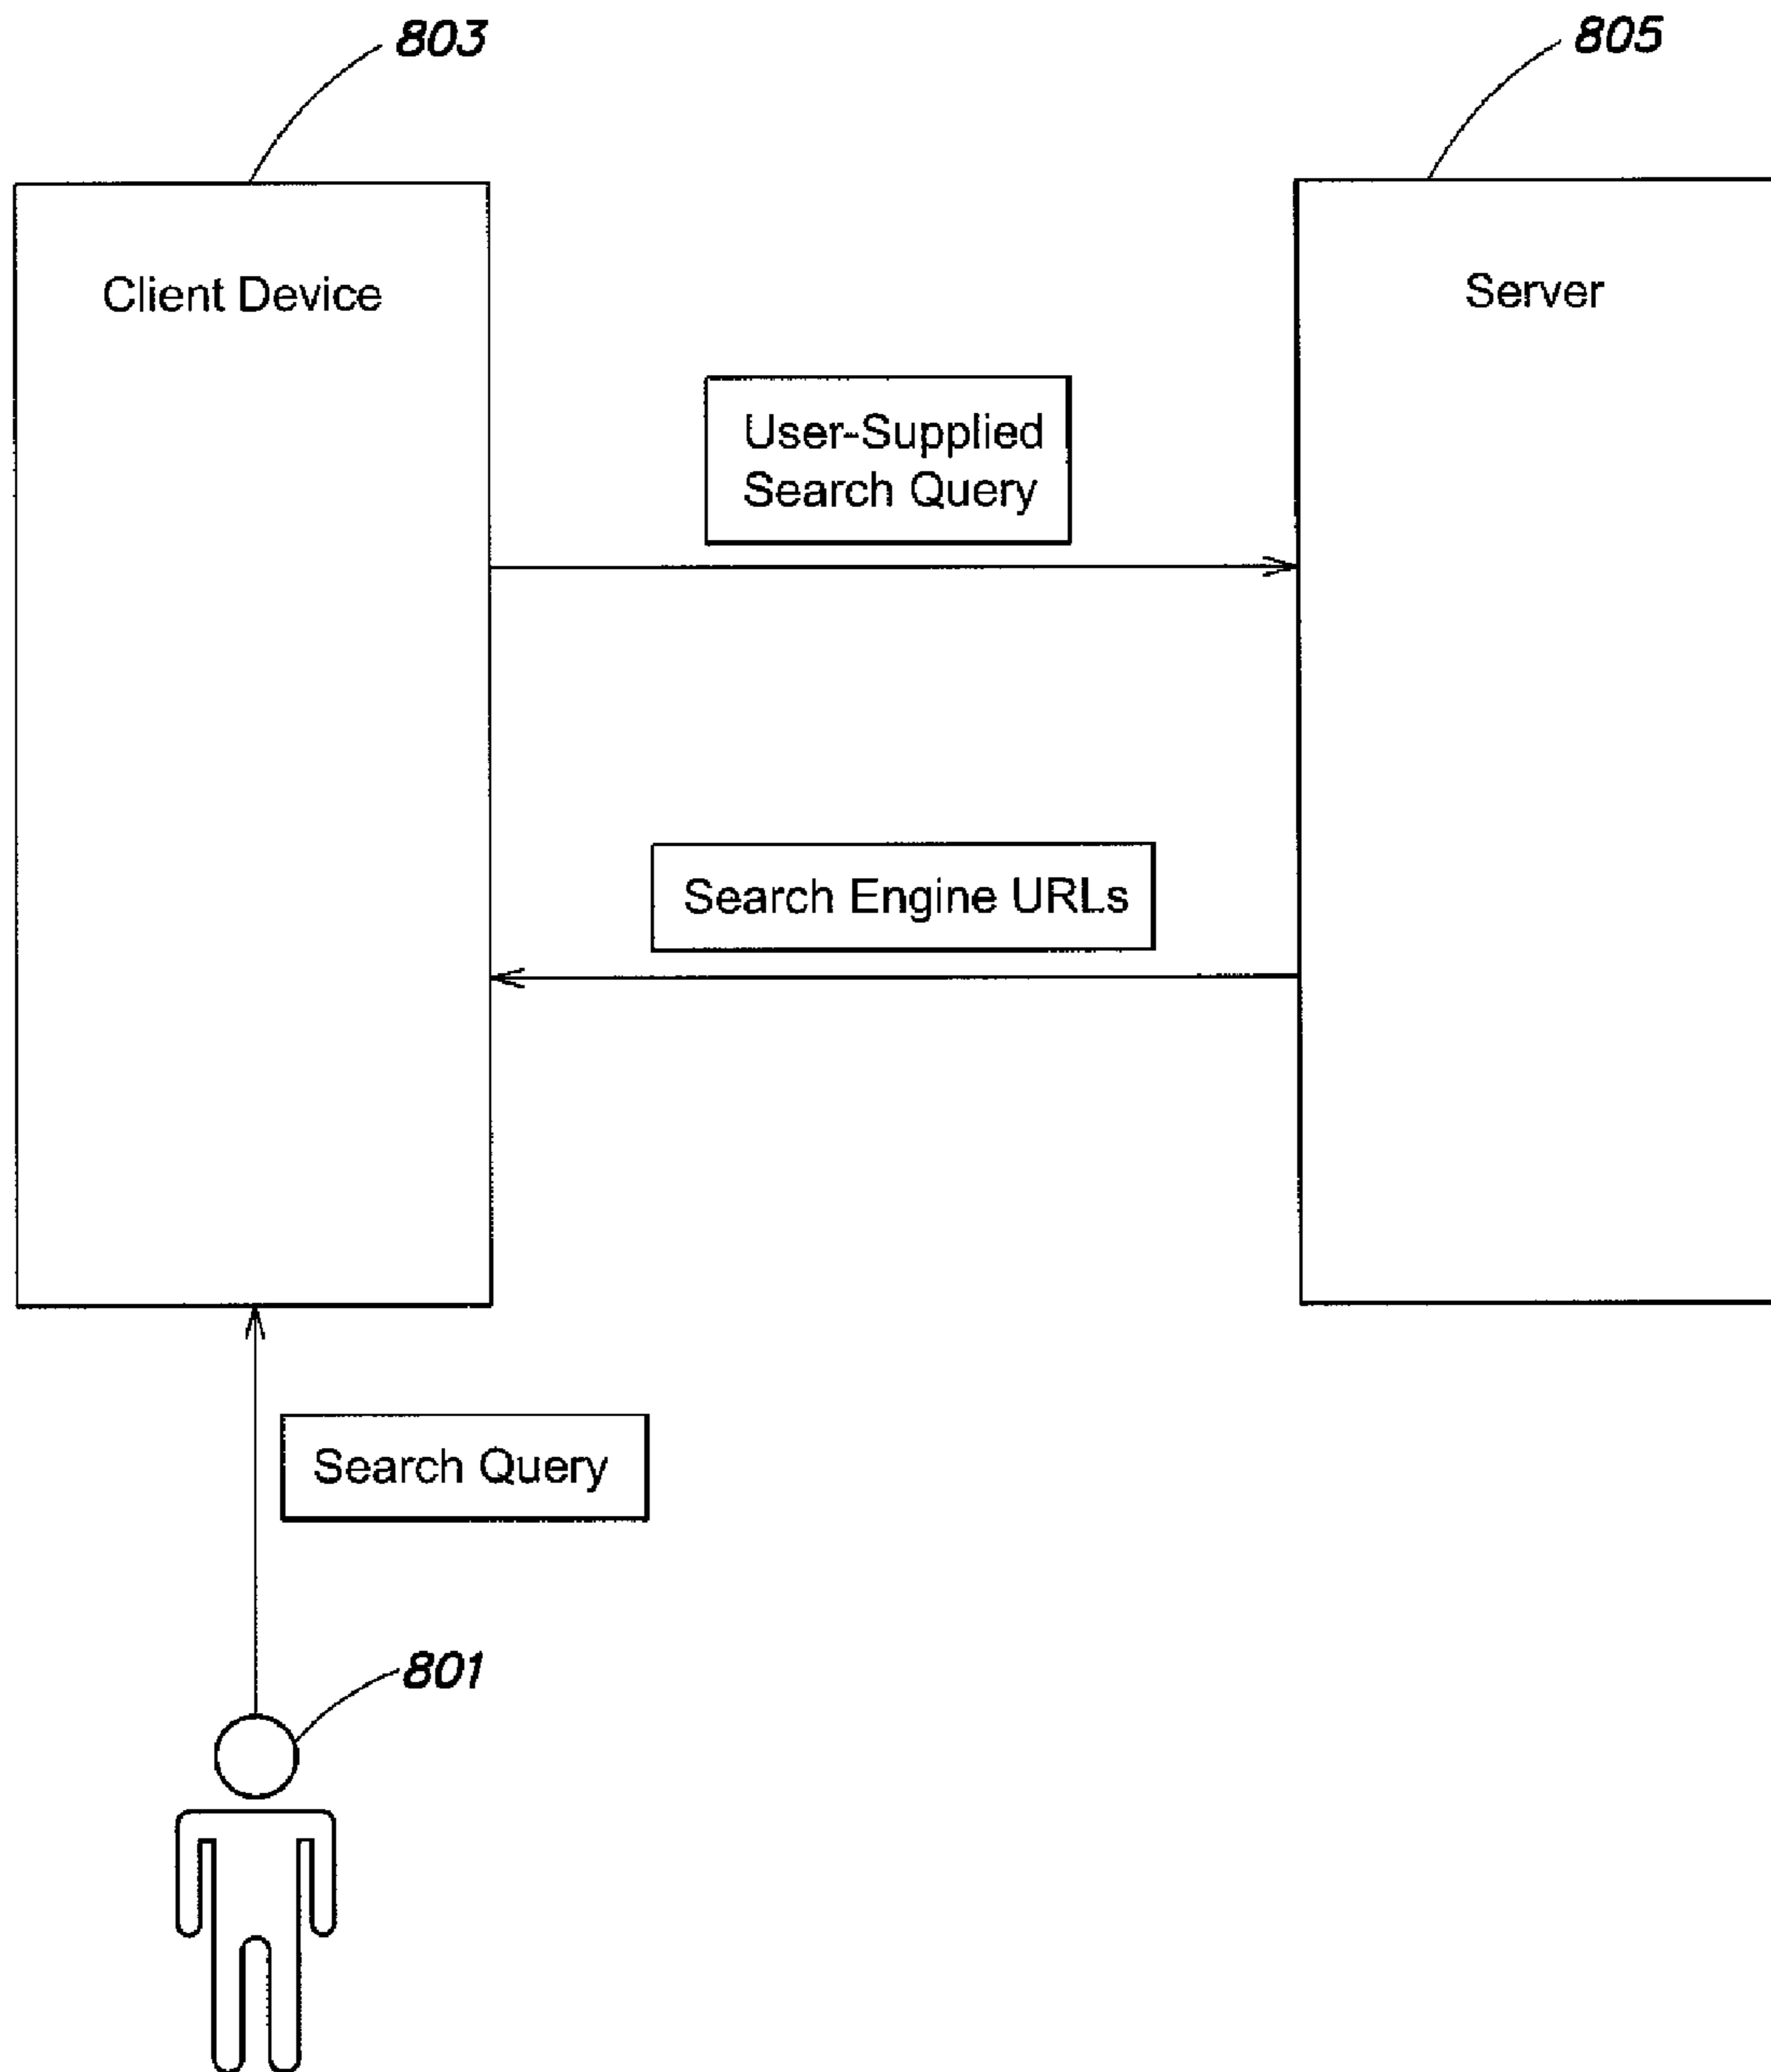 803
805
Client Device
Server
User-Supplied
Search Query
Search Engine URLs
Search Query
801